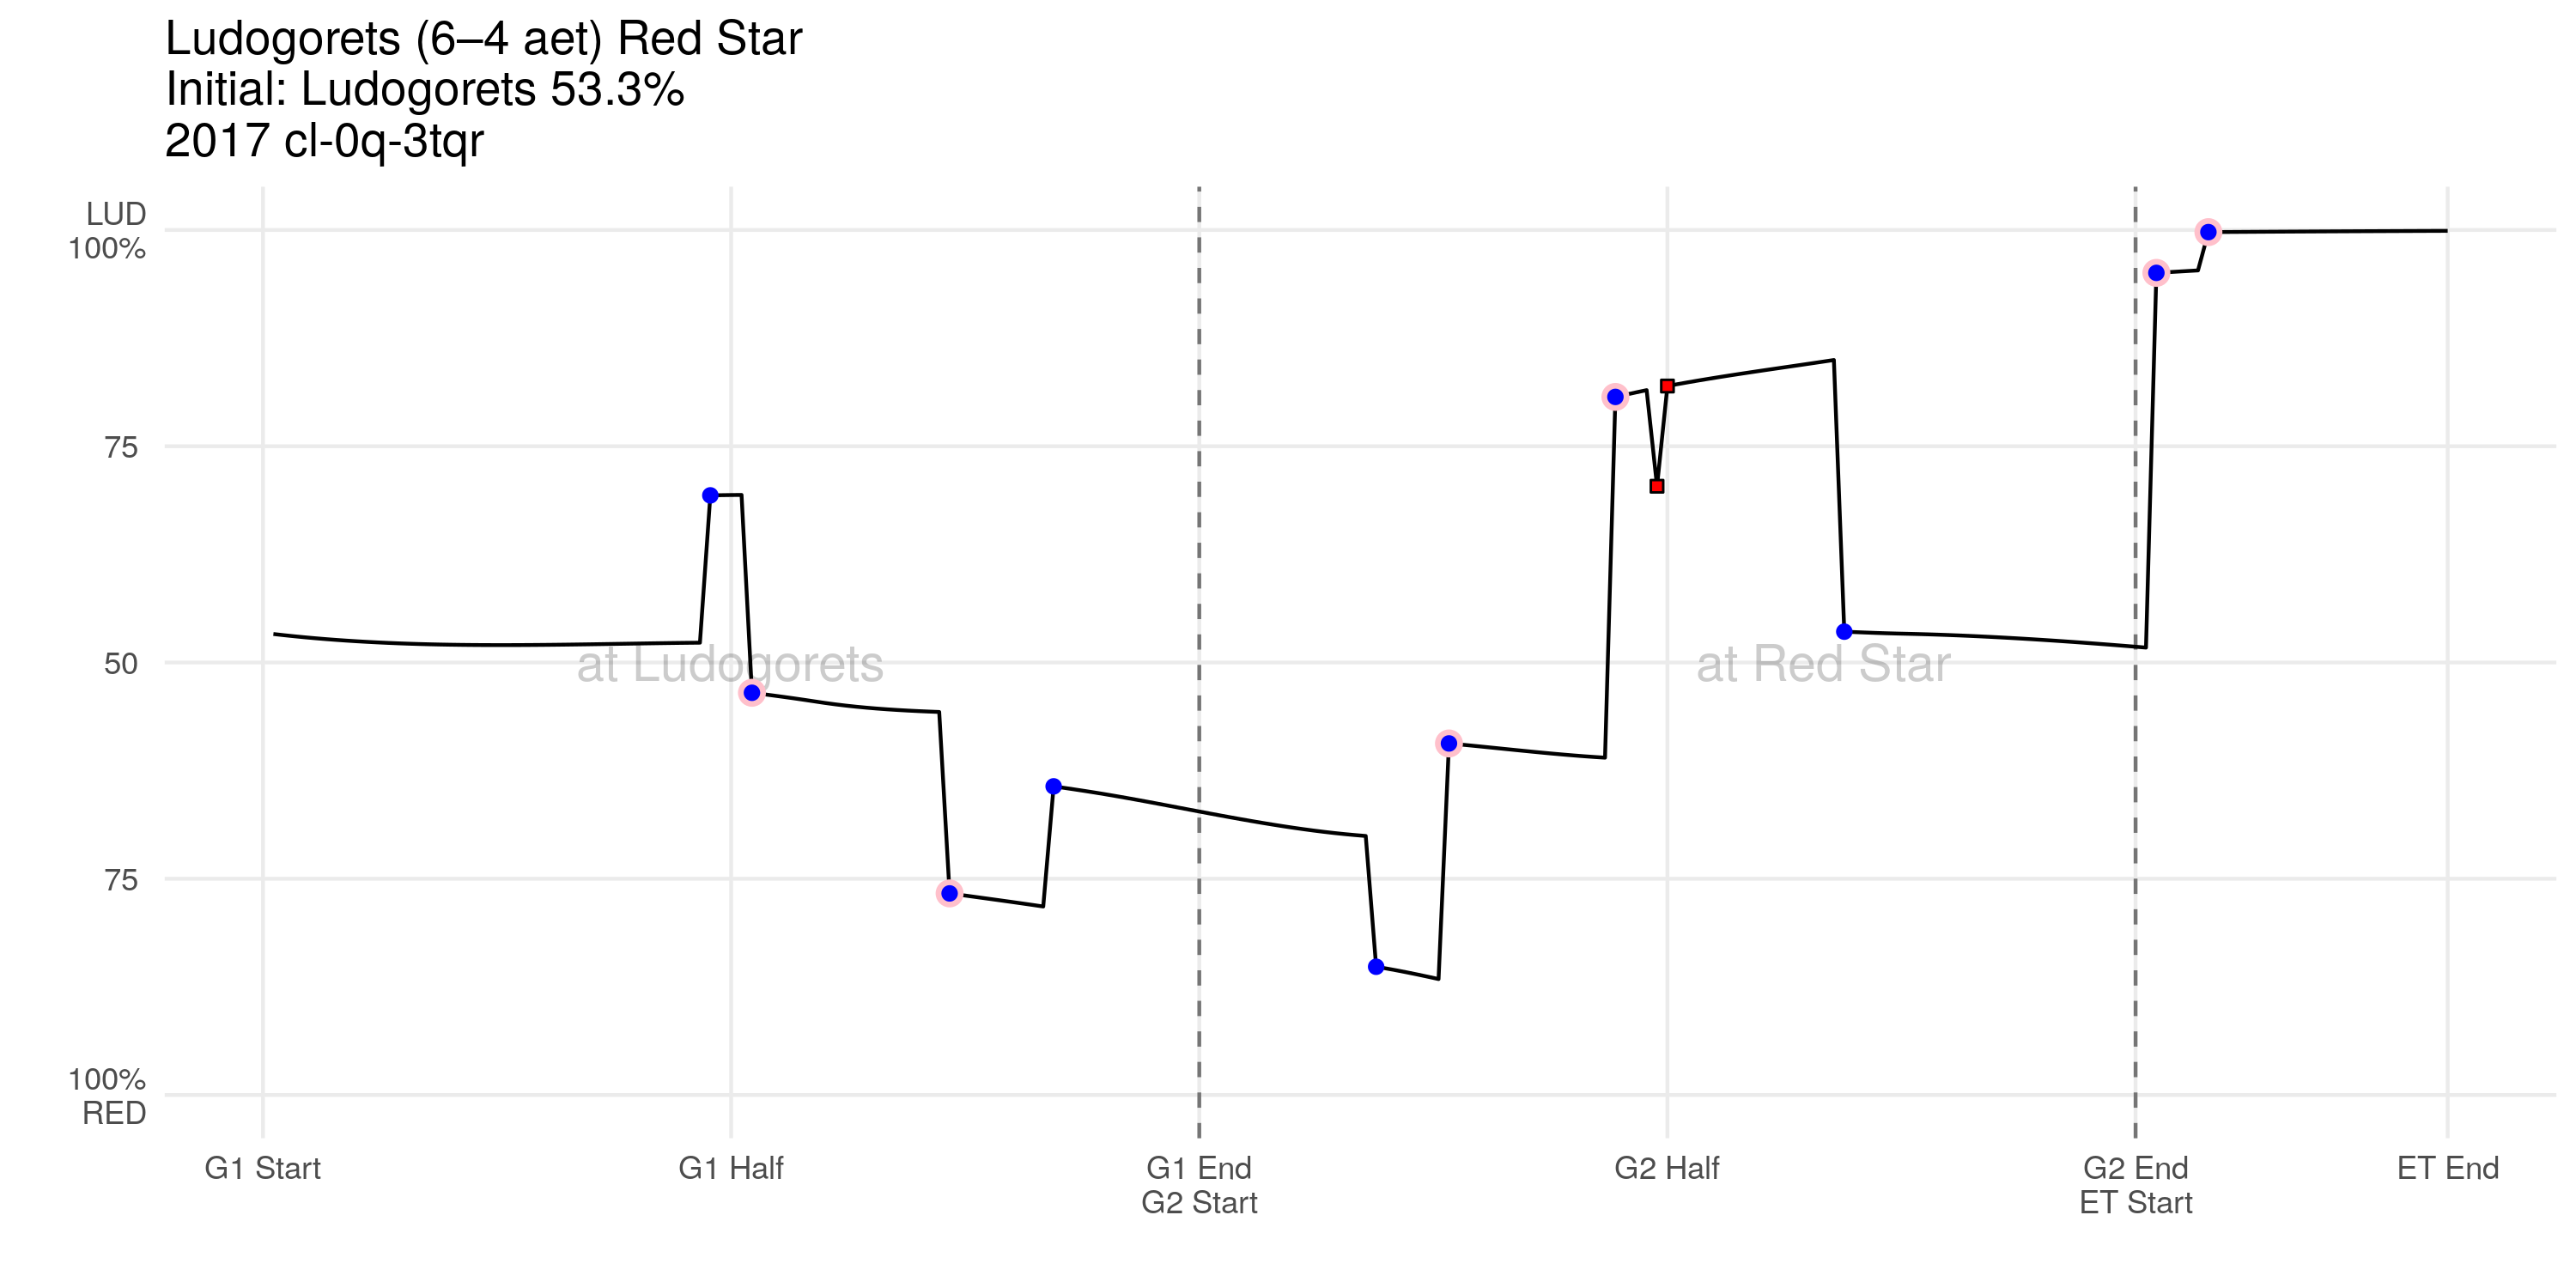 Ludogorets (6–4 aet) Red Star
Initial: Ludogorets 53.3%
2017 cl-0q-3tqr
LUD
100%
75
50
75
100%
RED
at Ludogorets
at Red Star
G1 Start
G1 Half
G1 End
G2 Start
G2 Half
G2 End
ET Start
ET End